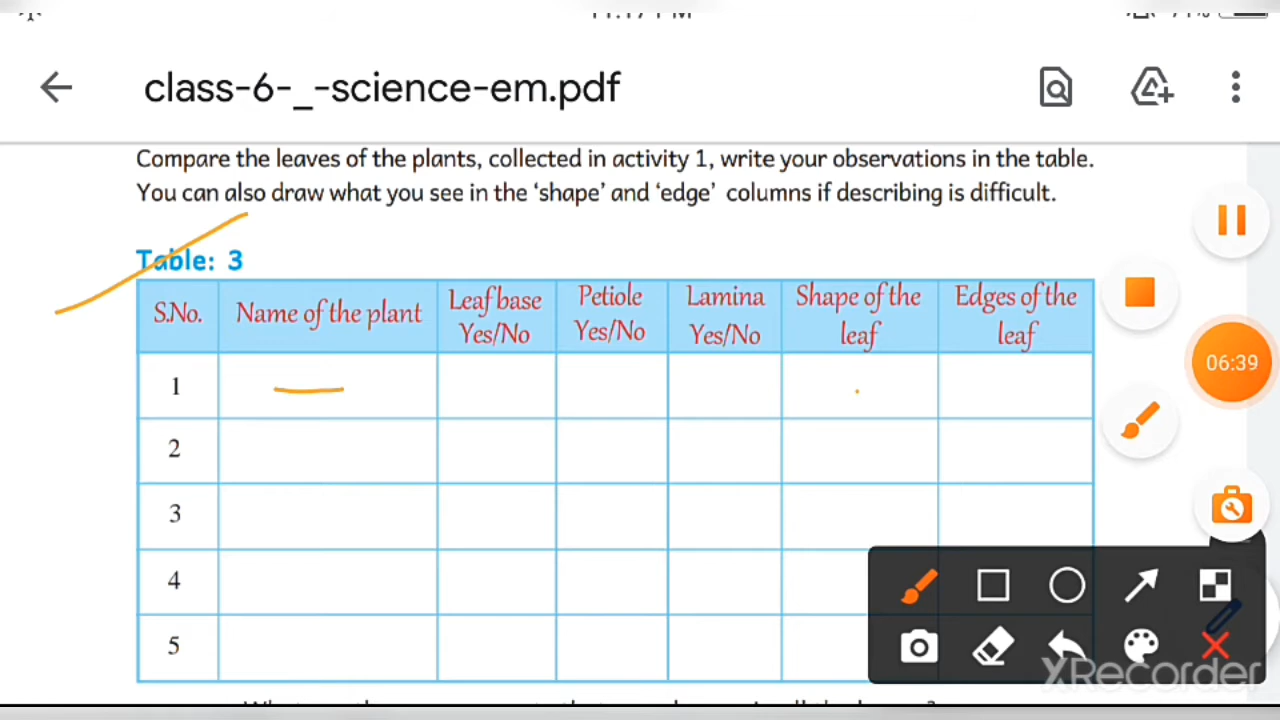 class-6-_-science-em.pdf
Compare the leaves of the plants, collected in activity 1, write your observations in the table.
You can also draw what you see in the ‘shape’ and ‘edge’ columns if describing is difficult.
Table: 3
S.No. Name of the plant Leaf base Yes/No Petiole Yes/No Lamina Yes/No Shape of the leaf Edges of the leaf
1
2
3
4
5
06:39
XRecorder